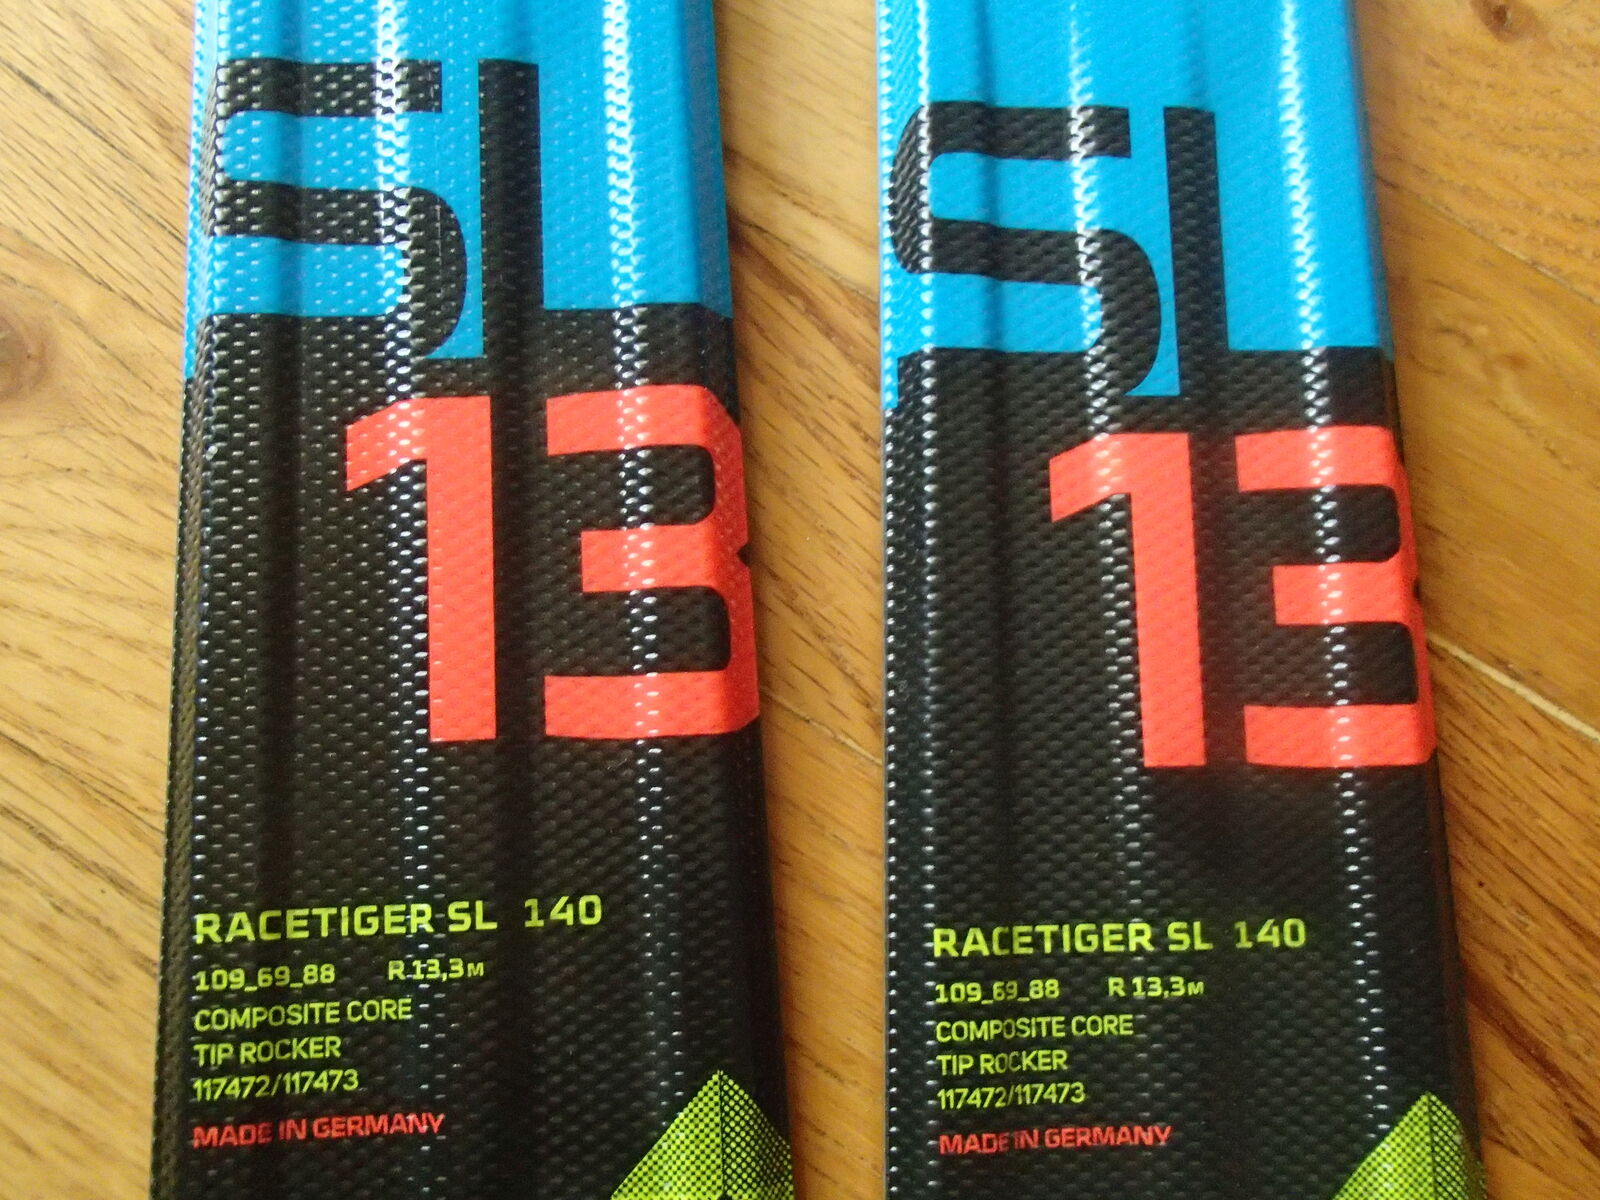 SL
13
RACETIGER SL 140
109_69_88 R 13,3M
COMPOSITE CORE
TIP ROCKER
117472/117473
MADE IN GERMANY
SL
13
RACETIGER SL 140
109_69_88 R 13,3M
COMPOSITE CORE
TIP ROCKER
117472/117473
MADE IN GERMANY